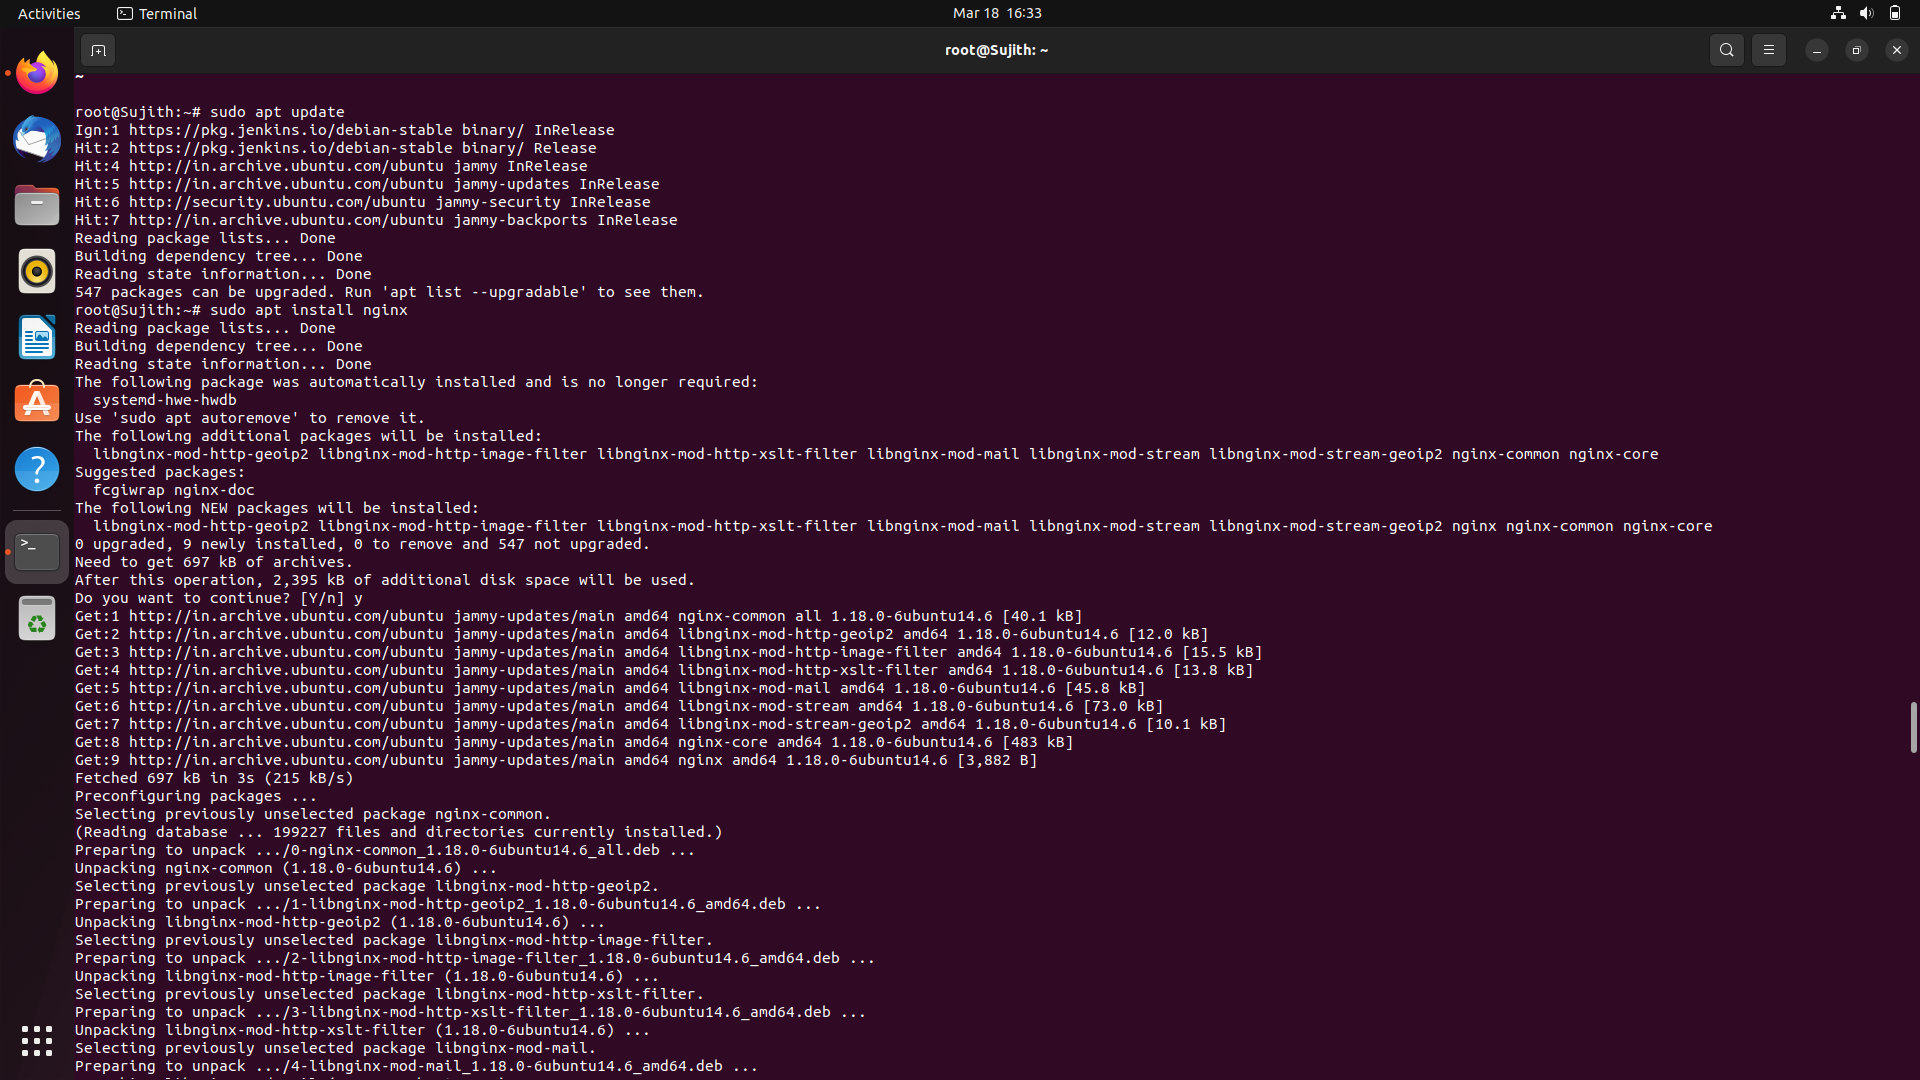 Activities Terminal Mar 18 16:33
root@Sujith: ~
~
root@Sujith:~# sudo apt update
Ign:1 https://pkg.jenkins.io/debian-stable binary/ InRelease
Hit:2 https://pkg.jenkins.io/debian-stable binary/ Release
Hit:4 http://in.archive.ubuntu.com/ubuntu jammy InRelease
Hit:5 http://in.archive.ubuntu.com/ubuntu jammy-updates InRelease
Hit:6 http://security.ubuntu.com/ubuntu jammy-security InRelease
Hit:7 http://in.archive.ubuntu.com/ubuntu jammy-backports InRelease
Reading package lists... Done
Building dependency tree... Done
Reading state information... Done
547 packages can be upgraded. Run 'apt list --upgradable' to see them.
root@Sujith:~# sudo apt install nginx
Reading package lists... Done
Building dependency tree... Done
Reading state information... Done
The following package was automatically installed and is no longer required:
  systemd-hwe-hwdb
Use 'sudo apt autoremove' to remove it.
The following additional packages will be installed:
  libnginx-mod-http-geoip2 libnginx-mod-http-image-filter libnginx-mod-http-xslt-filter libnginx-mod-mail libnginx-mod-stream libnginx-mod-stream-geoip2 nginx-common nginx-core
Suggested packages:
  fcgiwrap nginx-doc
The following NEW packages will be installed:
  libnginx-mod-http-geoip2 libnginx-mod-http-image-filter libnginx-mod-http-xslt-filter libnginx-mod-mail libnginx-mod-stream libnginx-mod-stream-geoip2 nginx nginx-common nginx-core
0 upgraded, 9 newly installed, 0 to remove and 547 not upgraded.
Need to get 697 kB of archives.
After this operation, 2,395 kB of additional disk space will be used.
Do you want to continue? [Y/n] y
Get:1 http://in.archive.ubuntu.com/ubuntu jammy-updates/main amd64 nginx-common all 1.18.0-6ubuntu14.6 [40.1 kB]
Get:2 http://in.archive.ubuntu.com/ubuntu jammy-updates/main amd64 libnginx-mod-http-geoip2 amd64 1.18.0-6ubuntu14.6 [12.0 kB]
Get:3 http://in.archive.ubuntu.com/ubuntu jammy-updates/main amd64 libnginx-mod-http-image-filter amd64 1.18.0-6ubuntu14.6 [15.5 kB]
Get:4 http://in.archive.ubuntu.com/ubuntu jammy-updates/main amd64 libnginx-mod-http-xslt-filter amd64 1.18.0-6ubuntu14.6 [13.8 kB]
Get:5 http://in.archive.ubuntu.com/ubuntu jammy-updates/main amd64 libnginx-mod-mail amd64 1.18.0-6ubuntu14.6 [45.8 kB]
Get:6 http://in.archive.ubuntu.com/ubuntu jammy-updates/main amd64 libnginx-mod-stream amd64 1.18.0-6ubuntu14.6 [73.0 kB]
Get:7 http://in.archive.ubuntu.com/ubuntu jammy-updates/main amd64 libnginx-mod-stream-geoip2 amd64 1.18.0-6ubuntu14.6 [10.1 kB]
Get:8 http://in.archive.ubuntu.com/ubuntu jammy-updates/main amd64 nginx-core amd64 1.18.0-6ubuntu14.6 [483 kB]
Get:9 http://in.archive.ubuntu.com/ubuntu jammy-updates/main amd64 nginx amd64 1.18.0-6ubuntu14.6 [3,882 B]
Fetched 697 kB in 3s (215 kB/s)
Preconfiguring packages ...
Selecting previously unselected package nginx-common.
(Reading database ... 199227 files and directories currently installed.)
Preparing to unpack .../0-nginx-common_1.18.0-6ubuntu14.6_all.deb ...
Unpacking nginx-common (1.18.0-6ubuntu14.6) ...
Selecting previously unselected package libnginx-mod-http-geoip2.
Preparing to unpack .../1-libnginx-mod-http-geoip2_1.18.0-6ubuntu14.6_amd64.deb ...
Unpacking libnginx-mod-http-geoip2 (1.18.0-6ubuntu14.6) ...
Selecting previously unselected package libnginx-mod-http-image-filter.
Preparing to unpack .../2-libnginx-mod-http-image-filter_1.18.0-6ubuntu14.6_amd64.deb ...
Unpacking libnginx-mod-http-image-filter (1.18.0-6ubuntu14.6) ...
Selecting previously unselected package libnginx-mod-http-xslt-filter.
Preparing to unpack .../3-libnginx-mod-http-xslt-filter_1.18.0-6ubuntu14.6_amd64.deb ...
Unpacking libnginx-mod-http-xslt-filter (1.18.0-6ubuntu14.6) ...
Selecting previously unselected package libnginx-mod-mail.
Preparing to unpack .../4-libnginx-mod-mail_1.18.0-6ubuntu14.6_amd64.deb ...